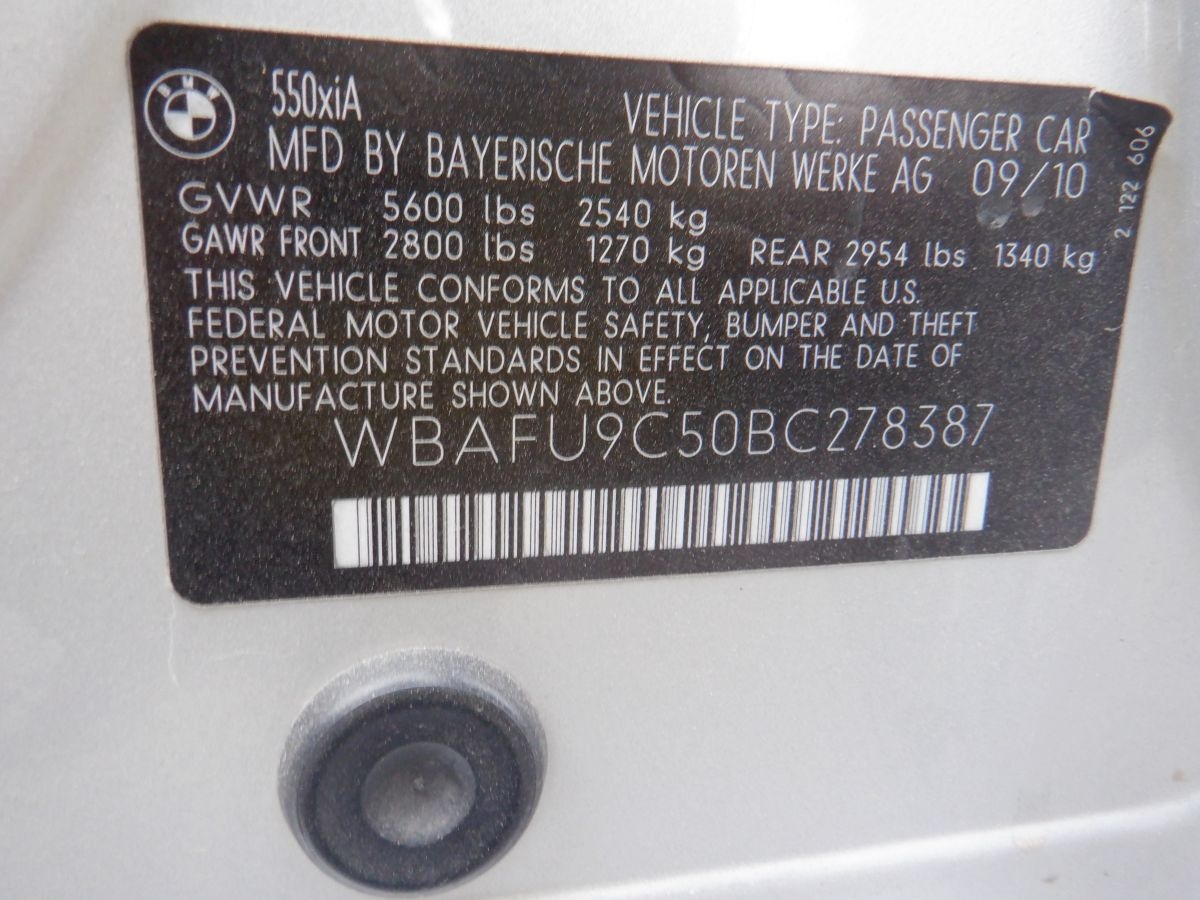 BMW
550xiA
VEHICLE TYPE: PASSENGER CAR
MFD BY BAYERISCHE MOTOREN WERKE AG 09/10
GVWR 5600 lbs 2540 kg
GAWR FRONT 2800 lbs 1270 kg REAR 2954 lbs 1340 kg
THIS VEHICLE CONFORMS TO ALL APPLICABLE U.S.
FEDERAL MOTOR VEHICLE SAFETY, BUMPER AND THEFT
PREVENTION STANDARDS IN EFFECT ON THE DATE OF
MANUFACTURE SHOWN ABOVE.
WBAFU9C50BC278387
2 122 606